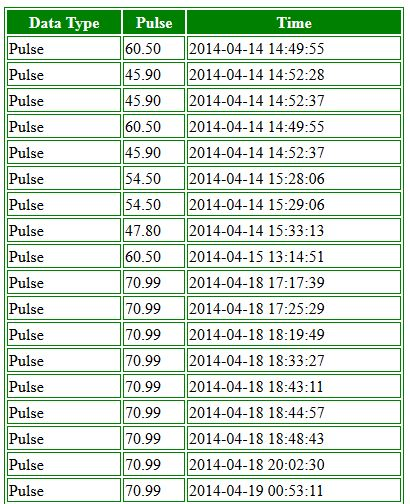 Data Type Pulse Time
Pulse 60.50 2014-04-14 14:49:55
Pulse 45.90 2014-04-14 14:52:28
Pulse 45.90 2014-04-14 14:52:37
Pulse 60.50 2014-04-14 14:49:55
Pulse 45.90 2014-04-14 14:52:37
Pulse 54.50 2014-04-14 15:28:06
Pulse 54.50 2014-04-14 15:29:06
Pulse 47.80 2014-04-14 15:33:13
Pulse 60.50 2014-04-15 13:14:51
Pulse 70.99 2014-04-18 17:17:39
Pulse 70.99 2014-04-18 17:25:29
Pulse 70.99 2014-04-18 18:19:49
Pulse 70.99 2014-04-18 18:33:27
Pulse 70.99 2014-04-18 18:43:11
Pulse 70.99 2014-04-18 18:44:57
Pulse 70.99 2014-04-18 18:48:43
Pulse 70.99 2014-04-18 20:02:30
Pulse 70.99 2014-04-19 00:53:11